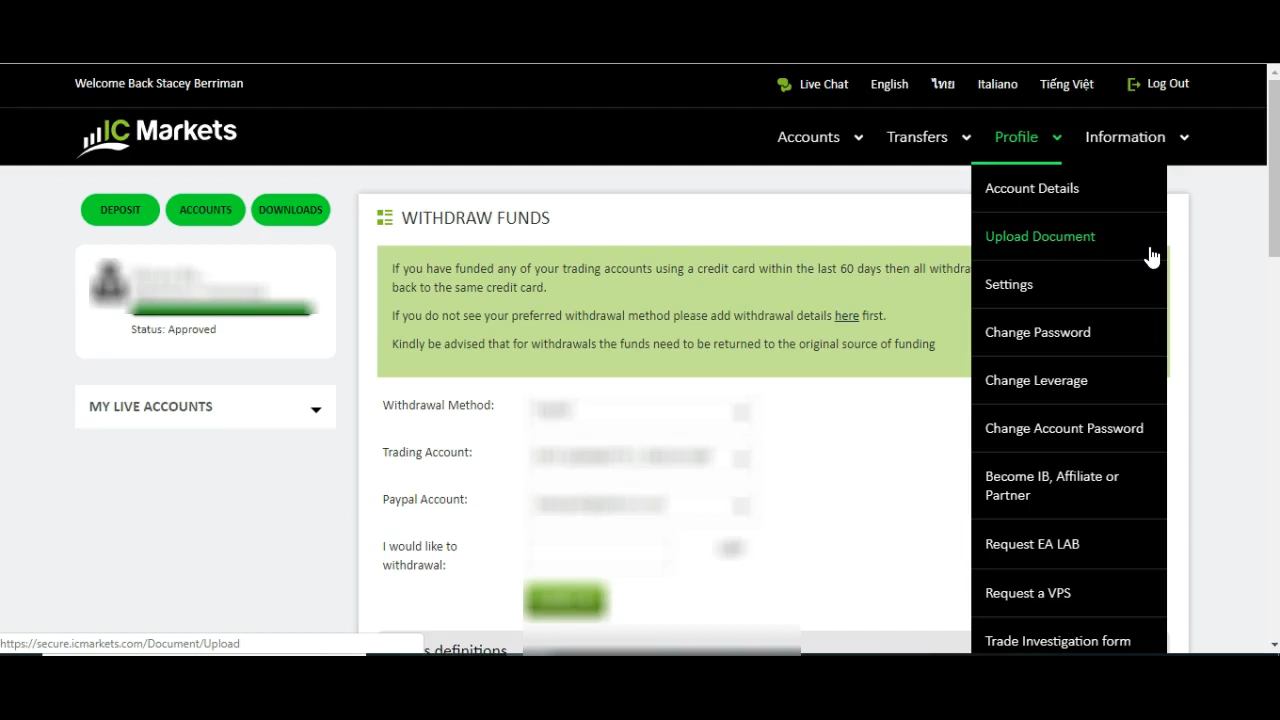 Welcome Back Stacey Berriman
Live Chat
English
ไทย
Italiano
Tiếng Việt
Log Out
IC Markets
Accounts
Transfers
Profile
Information
Account Details
Upload Document
Settings
Change Password
Change Leverage
Change Account Password
Become IB, Affiliate or
Partner
Request EA LAB
Request a VPS
Trade Investigation form
DEPOSIT
ACCOUNTS
DOWNLOADS
Status: Approved
MY LIVE ACCOUNTS
WITHDRAW FUNDS
If you have funded any of your trading accounts using a credit card within the last 60 days then all withdra
back to the same credit card.
If you do not see your preferred withdrawal method please add withdrawal details here first.
Kindly be advised that for withdrawals the funds need to be returned to the original source of funding
Withdrawal Method:
Trading Account:
Paypal Account:
I would like to
withdrawal:
s definitions
https://secure.icmarkets.com/Document/Upload